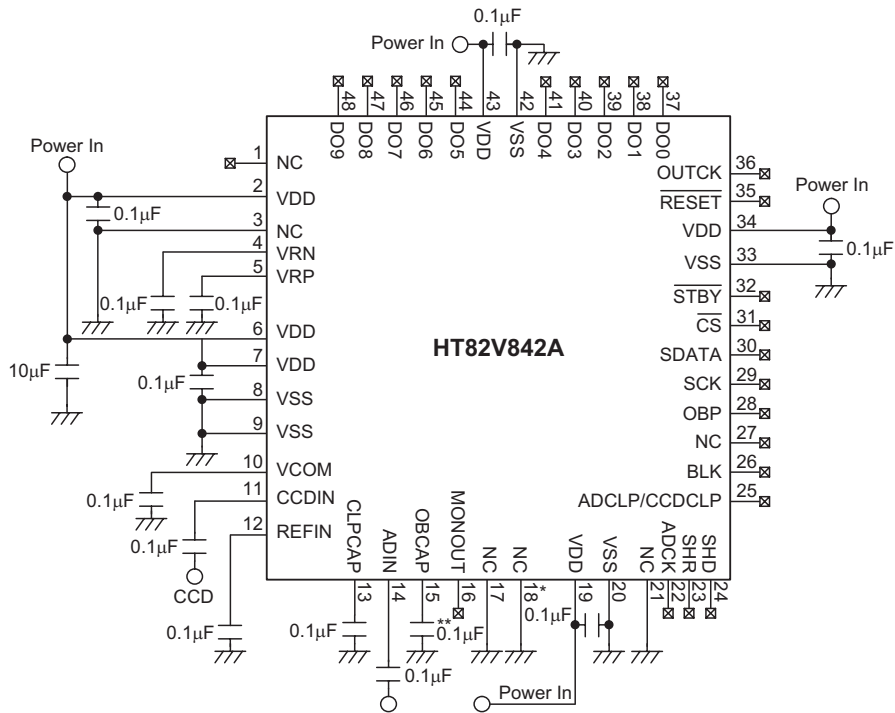 0.1μF
Power In
48 47 46 45 44 43 42 41 40 39 38 37
DO9 DO8 DO7 DO6 DO5 VDD VSS DO4 DO3 DO2 DO1 DO0
Power In
1 NC
2 VDD
0.1μF
3 NC
4 VRN
5 VRP
0.1μF 0.1μF
6 VDD
10μF
7 VDD
0.1μF
8 VSS
9 VSS
10 VCOM
0.1μF
11 CCDIN
0.1μF
CCD
12 REFIN
0.1μF
HT82V842A
OUTCK 36
RESET 35
Power In
VDD 34
0.1μF
VSS 33
STBY 32
CS 31
SDATA 30
SCK 29
OBP 28
NC 27
BLK 26
ADCLP/CCDCLP 25
CLPCAP ADIN OBCAP MONOUT NC NC VDD VSS NC ADCK SHR SHD
13 14 15 16 17 18* 19 20 21 22 23 24
0.1μF
0.1μF
**
0.1μF
0.1μF
Power In